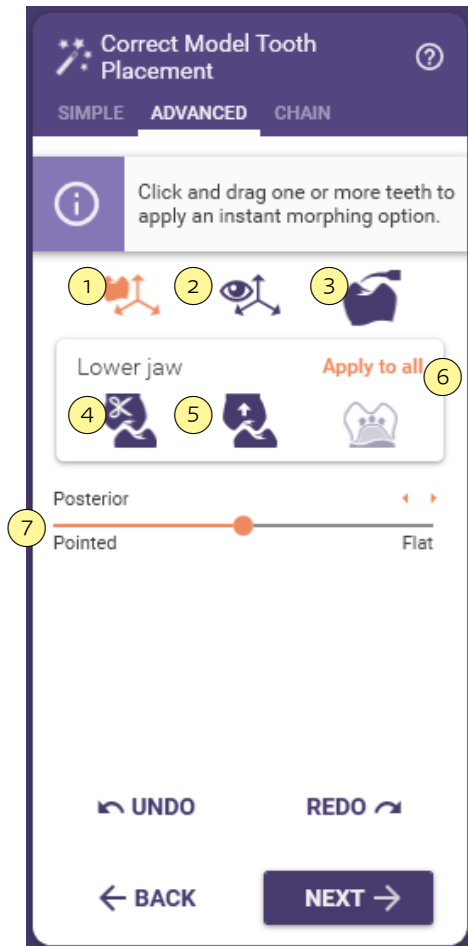 Correct Model Tooth
Placement
SIMPLE ADVANCED CHAIN
Click and drag one or more teeth to
apply an instant morphing option.
1 2 3
Lower jaw Apply to all 6
4 5
Posterior
7
Pointed Flat
UNDO REDO
BACK NEXT